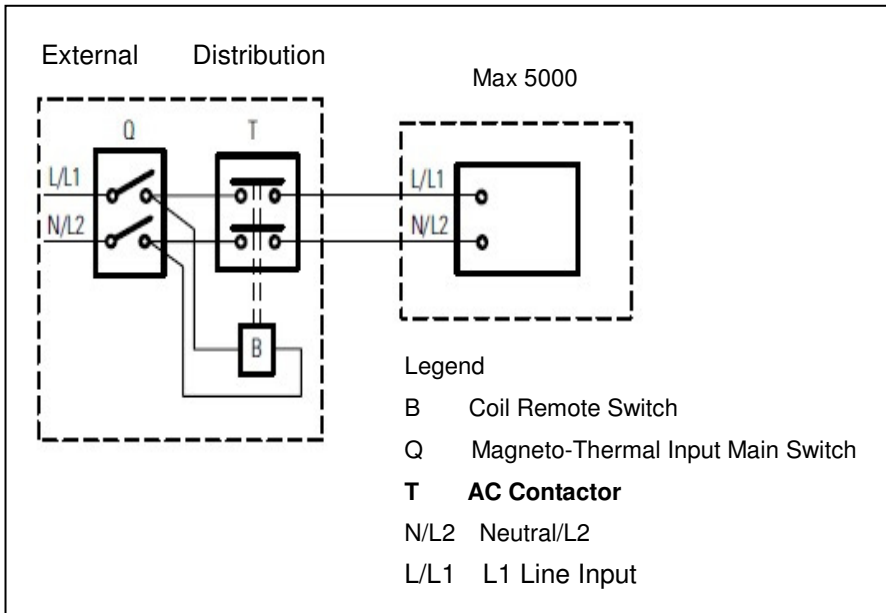 External Distribution
Max 5000
Q T
L/L1
N/L2
L/L1
N/L2
B
Legend
B Coil Remote Switch
Q Magneto-Thermal Input Main Switch
T AC Contactor
N/L2 Neutral/L2
L/L1 L1 Line Input